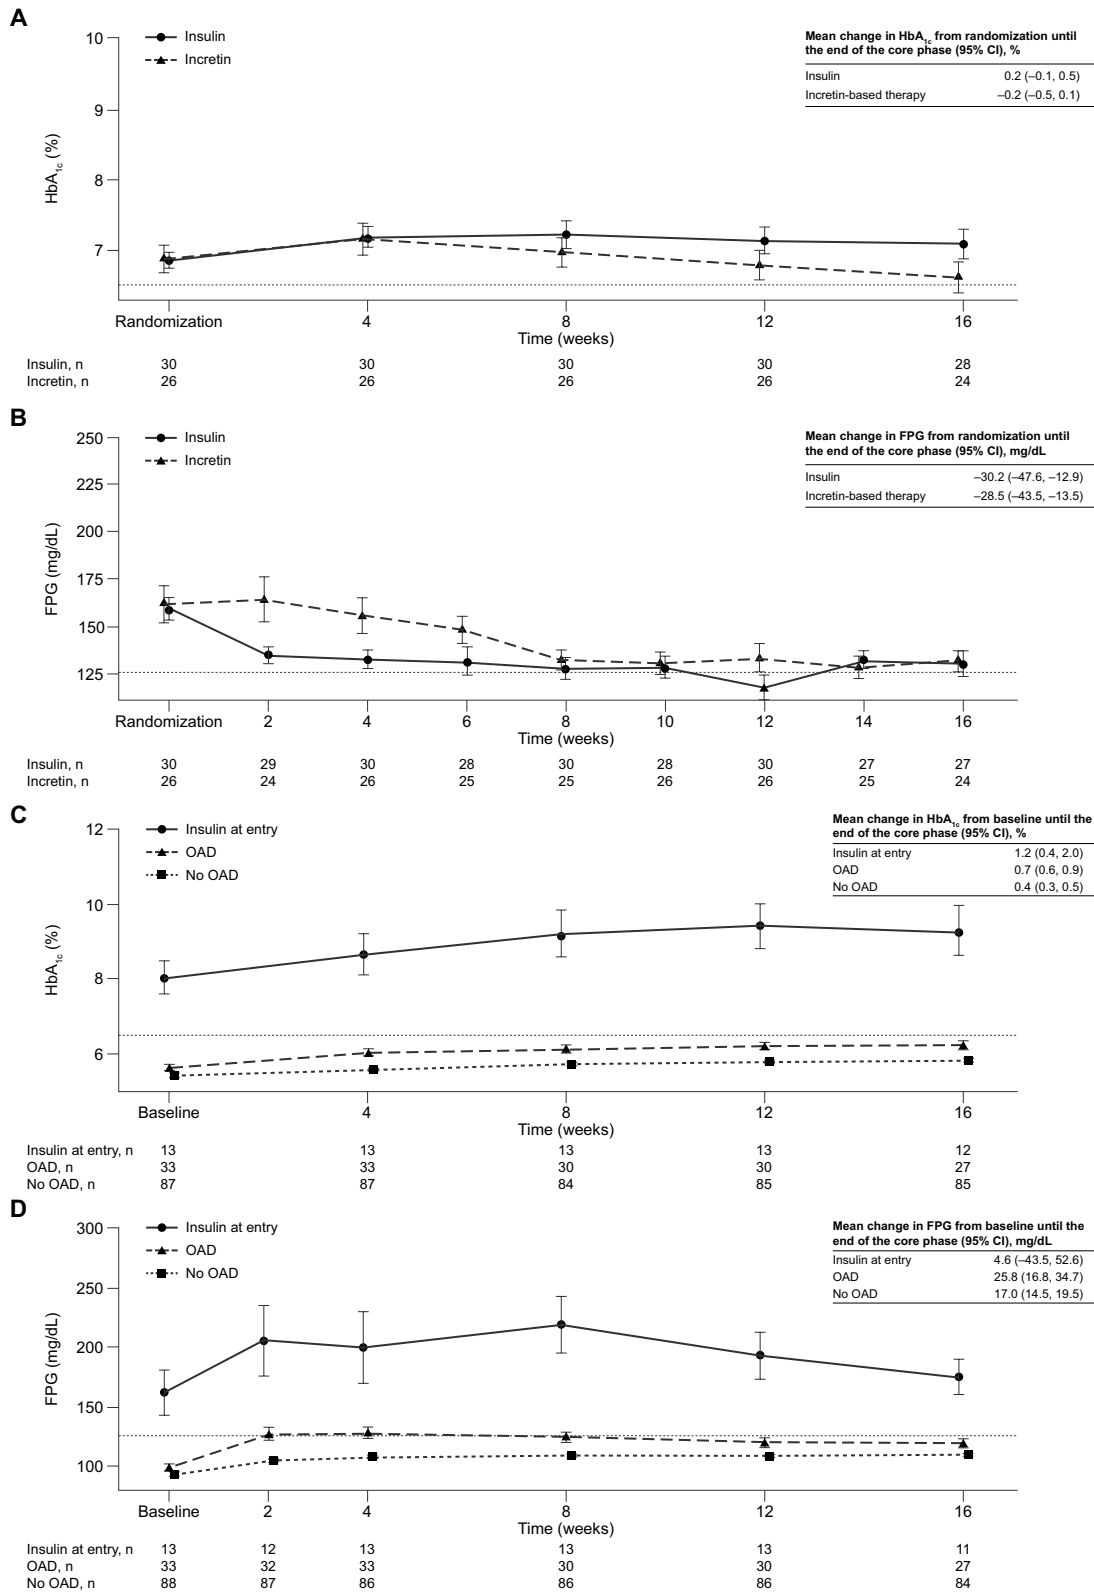 A
Insulin
Incretin
Mean change in HbA1c from randomization until
the end of the core phase (95% CI), %
Insulin 0.2 (–0.1, 0.5)
Incretin-based therapy –0.2 (–0.5, 0.1)
HbA1c (%)
10
9
8
7
Randomization 4 8 12 16
Time (weeks)
Insulin, n 30 30 30 30 28
Incretin, n 26 26 26 26 24
B
Insulin
Incretin
Mean change in FPG from randomization until
the end of the core phase (95% CI), mg/dL
Insulin –30.2 (–47.6, –12.9)
Incretin-based therapy –28.5 (–43.5, –13.5)
FPG (mg/dL)
250
225
200
175
150
125
Randomization 2 4 6 8 10 12 14 16
Time (weeks)
Insulin, n 30 29 30 28 30 28 30 27 27
Incretin, n 26 24 26 25 25 26 26 25 24
C
Insulin at entry
OAD
No OAD
Mean change in HbA1c from baseline until the
end of the core phase (95% CI), %
Insulin at entry 1.2 (0.4, 2.0)
OAD 0.7 (0.6, 0.9)
No OAD 0.4 (0.3, 0.5)
HbA1c (%)
12
10
8
6
Baseline 4 8 12 16
Time (weeks)
Insulin at entry, n 13 13 13 13 12
OAD, n 33 33 30 30 27
No OAD, n 87 87 84 85 85
D
Insulin at entry
OAD
No OAD
Mean change in FPG from baseline until the
end of the core phase (95% CI), mg/dL
Insulin at entry 4.6 (–43.5, 52.6)
OAD 25.8 (16.8, 34.7)
No OAD 17.0 (14.5, 19.5)
FPG (mg/dL)
300
250
200
150
100
Baseline 2 4 8 12 16
Time (weeks)
Insulin at entry, n 13 12 13 13 13 11
OAD, n 33 32 33 30 30 27
No OAD, n 88 87 86 86 86 84